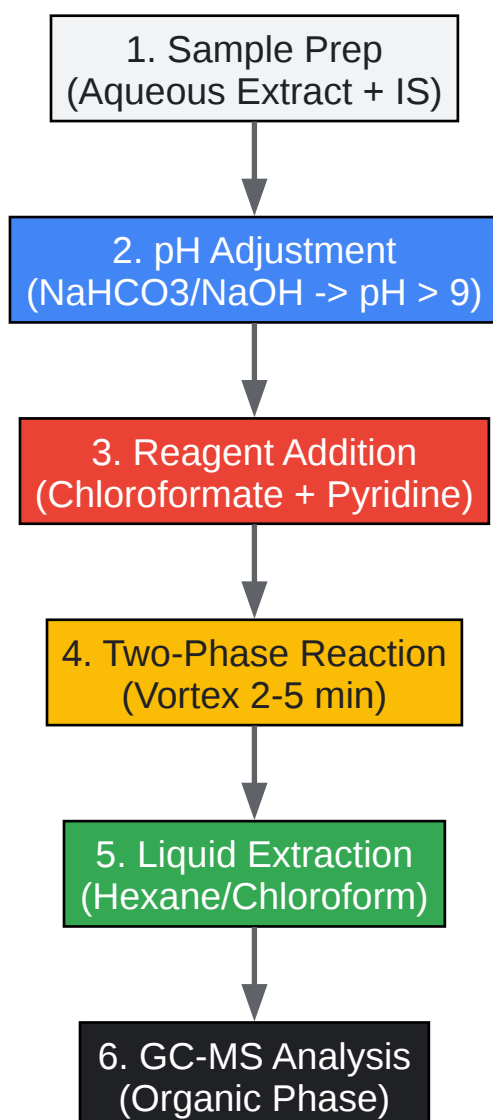 1. Sample Prep
(Aqueous Extract + IS)
2. pH Adjustment
(NaHCO3/NaOH -> pH > 9)
3. Reagent Addition
(Chloroformate + Pyridine)
4. Two-Phase Reaction
(Vortex 2-5 min)
5. Liquid Extraction
(Hexane/Chloroform)
6. GC-MS Analysis
(Organic Phase)